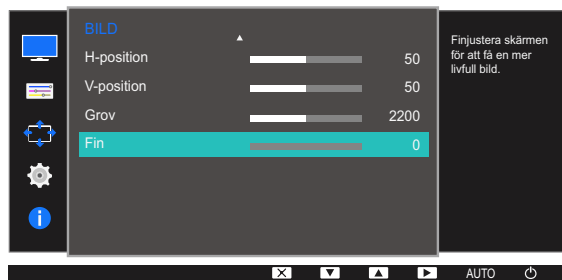 BILD
H-position 50
V-position 50
Grov 2200
Fin 0
Finjustera skärmen
för att få en mer
livfull bild.
AUTO